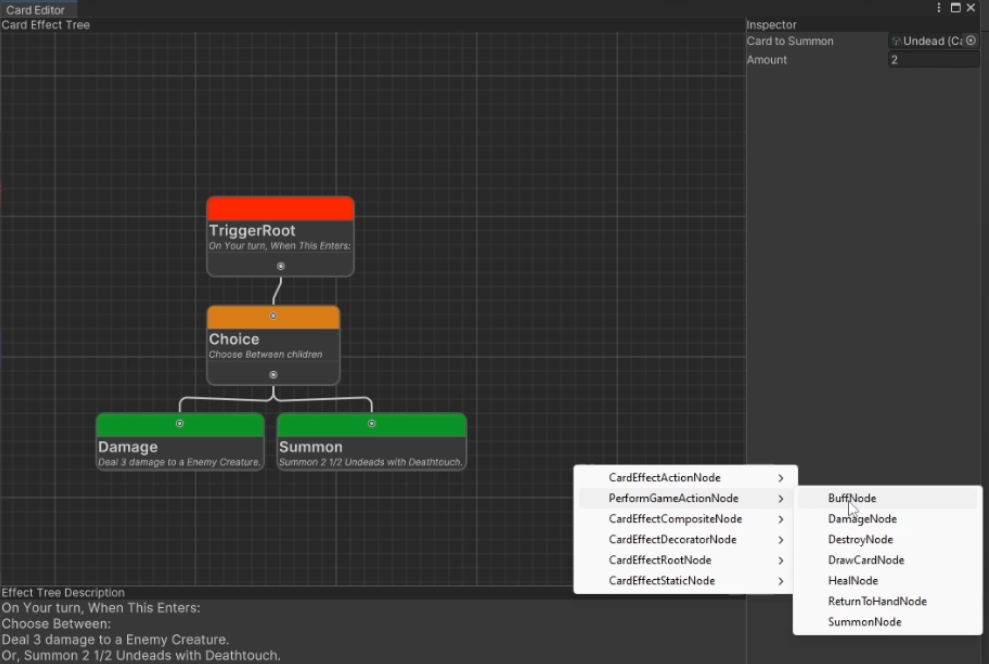 Card Editor
Card Effect Tree
Inspector
Card to Summon
Undead (Ca
Amount
2
TriggerRoot
On Your turn, When This Enters:
Choice
Choose Between children
Damage
Deal 3 damage to a Enemy Creature.
Summon
Summon 2 1/2 Undeads with Deathtouch.
CardEffectActionNode
PerformGameActionNode
CardEffectCompositeNode
CardEffectDecoratorNode
CardEffectRootNode
CardEffectStaticNode
BuffNode
DamageNode
DestroyNode
DrawCardNode
HealNode
ReturnToHandNode
SummonNode
Effect Tree Description
On Your turn, When This Enters:
Choose Between:
Deal 3 damage to a Enemy Creature.
Or, Summon 2 1/2 Undeads with Deathtouch.